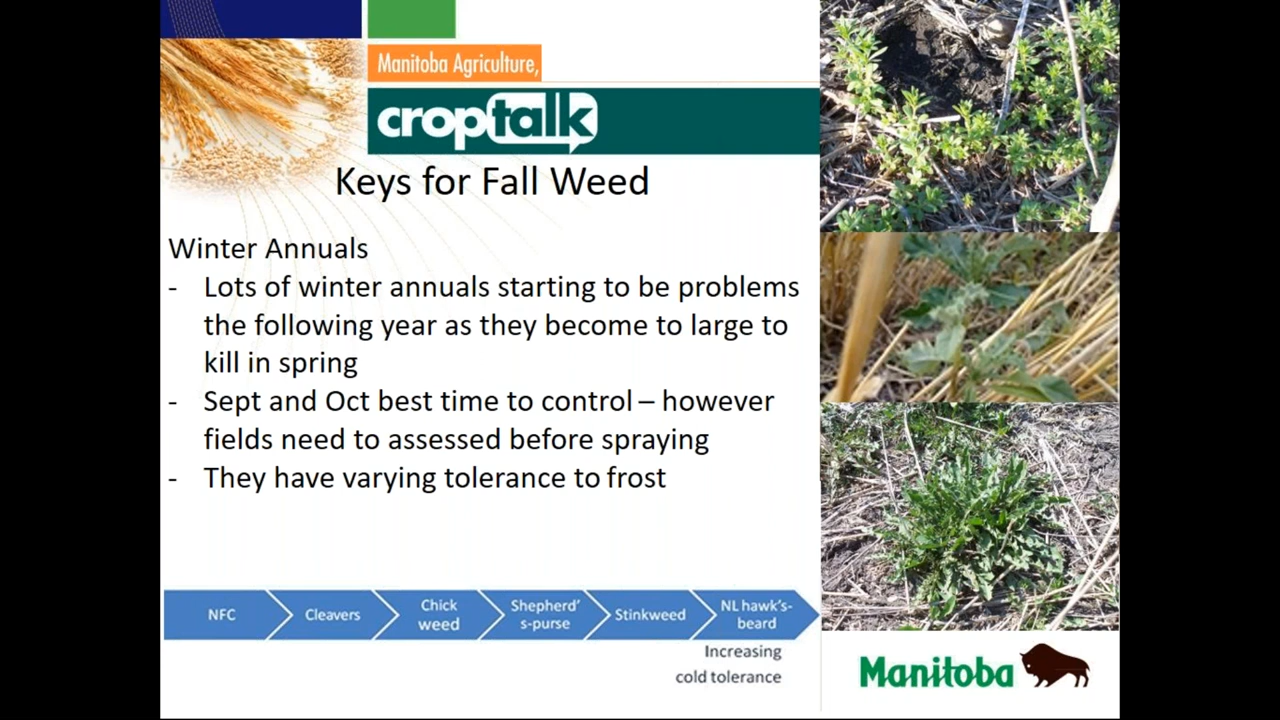 Manitoba Agriculture,
croptalk
Keys for Fall Weed
Winter Annuals
- Lots of winter annuals starting to be problems
the following year as they become to large to
kill in spring
- Sept and Oct best time to control – however
fields need to assessed before spraying
- They have varying tolerance to frost
NFC
Cleavers
Chick
weed
Shepherd'
s-purse
Stinkweed
NL hawk's-
beard
Increasing
cold tolerance
Manitoba